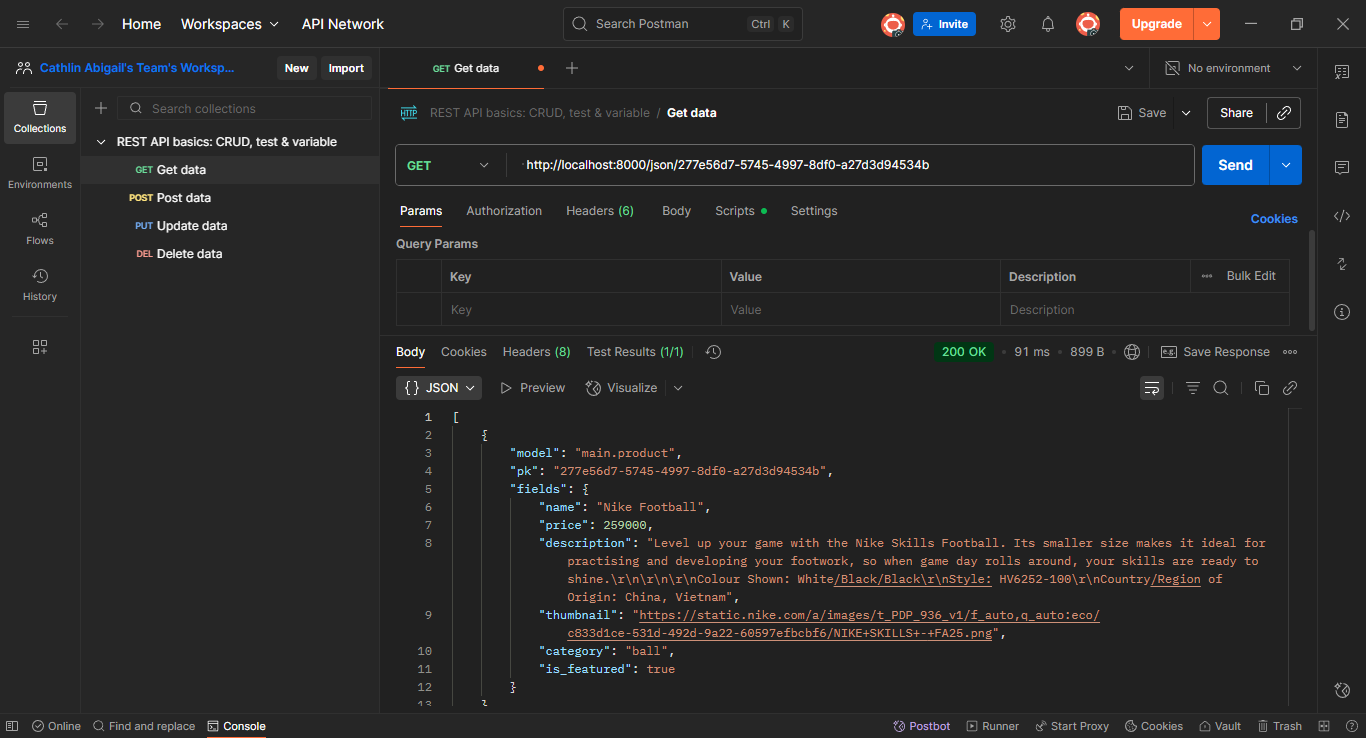 Home Workspaces API Network Search Postman Ctrl K Invite Upgrade
Cathlin Abigail's Team's Worksp... New Import GET Get data No environment
Search collections
REST API basics: CRUD, test & variable / Get data Save Share
Collections
REST API basics: CRUD, test & variable
GET Get data
POST Post data
PUT Update data
DEL Delete data
Environments
Flows
History
GET http://localhost:8000/json/277e56d7-5745-4997-8df0-a27d3d94534b Send
Params Authorization Headers (6) Body Scripts Settings Cookies
Query Params
Key Value Description Bulk Edit
Key Value Description
Body Cookies Headers (8) Test Results (1/1) 200 OK 91 ms 899 B e.g. Save Response
{} JSON Preview Visualize
1 [
2 {
3 "model": "main.product",
4 "pk": "277e56d7-5745-4997-8df0-a27d3d94534b",
5 "fields": {
6 "name": "Nike Football",
7 "price": 259000,
8 "description": "Level up your game with the Nike Skills Football. Its smaller size makes it ideal for
practising and developing your footwork, so when game day rolls around, your skills are ready to
shine.\r\n\r\n\r\nColour Shown: White/Black/Black\r\nStyle: HV6252-100\r\nCountry/Region of
Origin: China, Vietnam",
9 "thumbnail": "https://static.nike.com/a/images/t_PDP_936_v1/f_auto,q_auto:eco/
c833d1ce-531d-492d-9a22-60597efbcbf6/NIKE+SKILLS+-+FA25.png",
10 "category": "ball",
11 "is_featured": true
12 }
13 }
Online Find and replace Console Postbot Runner Start Proxy Cookies Vault Trash